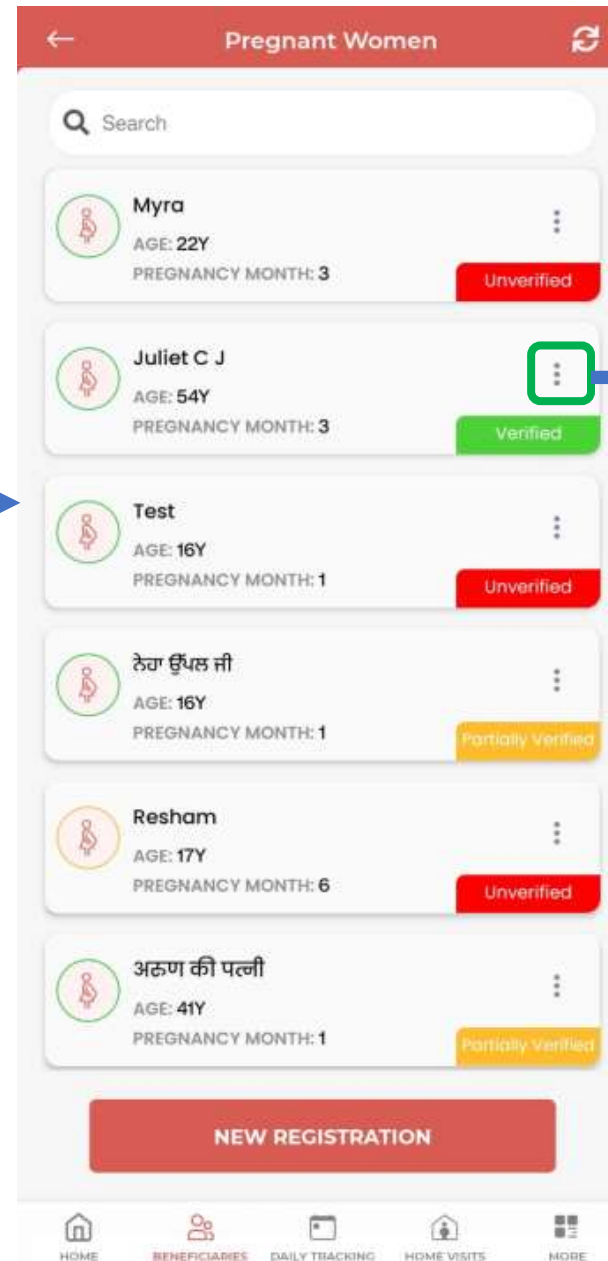 Pregnant Women
Search
Myra
AGE: 22Y
PREGNANCY MONTH: 3
Unverified
Juliet C J
AGE: 54Y
PREGNANCY MONTH: 3
Verified
Test
AGE: 16Y
PREGNANCY MONTH: 1
Unverified
ਨੇਹਾ ਉੱਪਲ ਜੀ
AGE: 16Y
PREGNANCY MONTH: 1
Partially Verified
Resham
AGE: 17Y
PREGNANCY MONTH: 6
Unverified
अरुण की पत्नी
AGE: 41Y
PREGNANCY MONTH: 1
Partially Verified
NEW REGISTRATION
HOME BENEFICIARIES DAILY TRACKING HOME VISITS MORE